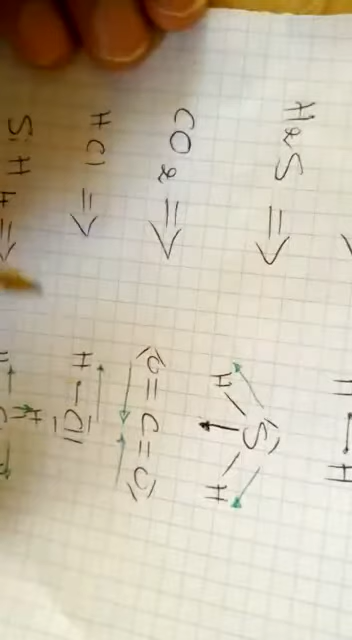 H — H
H2S ⇒ S H H
CO2 ⇒ O = C = O
HCl ⇒ H — Cl
SiH4 ⇒ H H